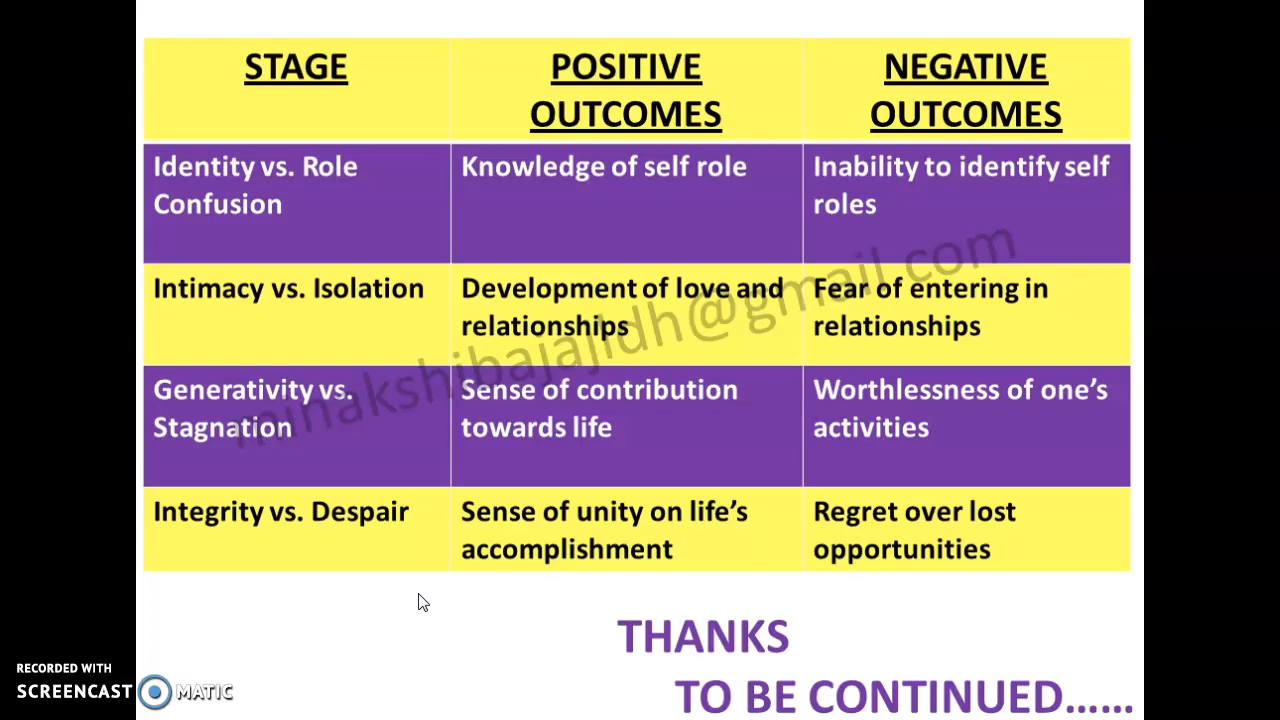 STAGE
POSITIVE
OUTCOMES
NEGATIVE
OUTCOMES
Identity vs. Role
Confusion
Knowledge of self role
Inability to identify self
roles
Intimacy vs. Isolation
Development of love and
relationships
Fear of entering in
relationships
Generativity vs.
Stagnation
Sense of contribution
towards life
Worthlessness of one’s
activities
Integrity vs. Despair
Sense of unity on life’s
accomplishment
Regret over lost
opportunities
minakshibajajldh@gmail.com
THANKS
TO BE CONTINUED……
RECORDED WITH
SCREENCAST MATIC